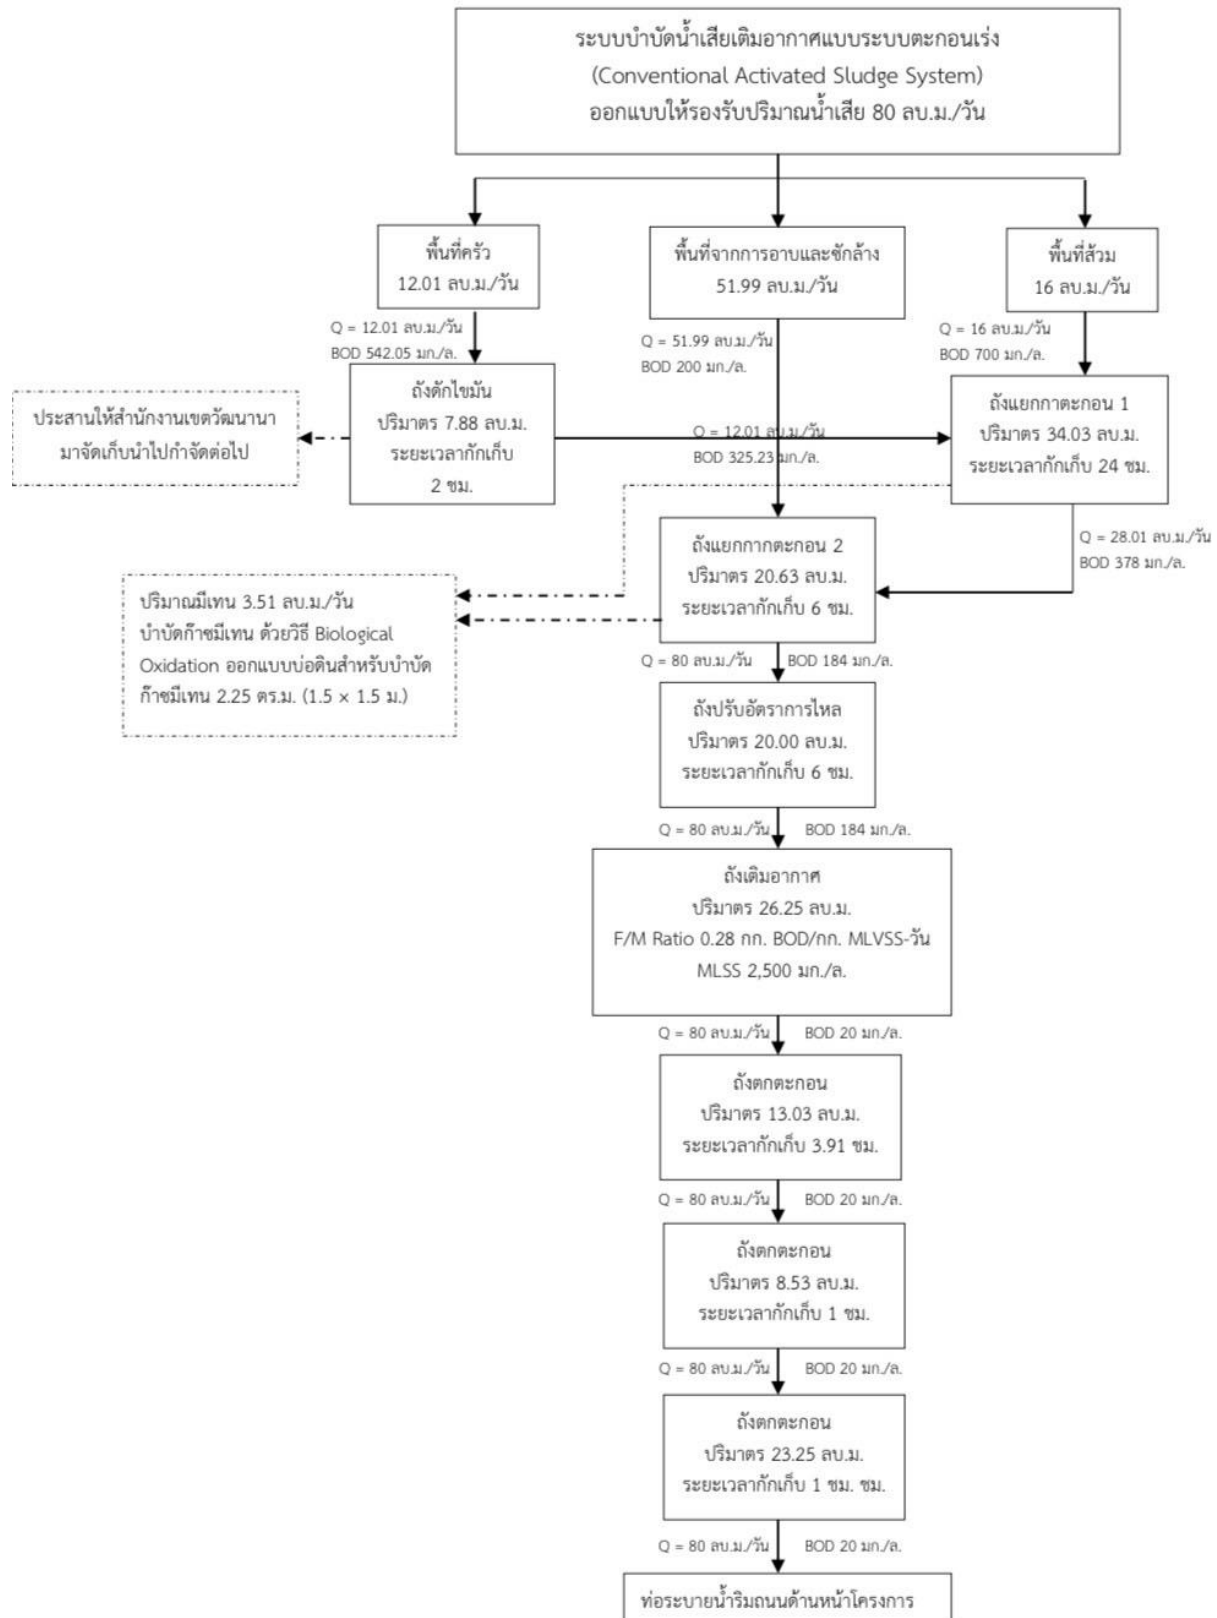 ระบบบำบัดน้ำเสียเติมอากาศแบบระบบตะกอนเร่ง
(Conventional Activated Sludge System)
ออกแบบให้รองรับปริมาณน้ำเสีย 80 ลบ.ม./วัน
พื้นที่ครัว
12.01 ลบ.ม./วัน
พื้นที่จากการอาบและซักล้าง
51.99 ลบ.ม./วัน
พื้นที่ส้วม
16 ลบ.ม./วัน
Q = 12.01 ลบ.ม./วัน
BOD 542.05 มก./ล.
Q = 51.99 ลบ.ม./วัน
BOD 200 มก./ล.
Q = 16 ลบ.ม./วัน
BOD 700 มก./ล.
ประสานให้สำนักงานเขตวัฒนานา
มาจัดเก็บนำไปกำจัดต่อไป
ถังดักไขมัน
ปริมาตร 7.88 ลบ.ม.
ระยะเวลากักเก็บ
2 ชม.
Q = 12.01 ลบ.ม./วัน
BOD 325.23 มก./ล.
ถังแยกกาตะกอน 1
ปริมาตร 34.03 ลบ.ม.
ระยะเวลากักเก็บ 24 ชม.
Q = 28.01 ลบ.ม./วัน
BOD 378 มก./ล.
ถังแยกกากตะกอน 2
ปริมาตร 20.63 ลบ.ม.
ระยะเวลากักเก็บ 6 ชม.
ปริมาณมีเทน 3.51 ลบ.ม./วัน
บำบัดก๊าซมีเทน ด้วยวิธี Biological
Oxidation ออกแบบบ่อดินสำหรับบำบัด
ก๊าซมีเทน 2.25 ตร.ม. (1.5 × 1.5 ม.)
Q = 80 ลบ.ม./วัน BOD 184 มก./ล.
ถังปรับอัตราการไหล
ปริมาตร 20.00 ลบ.ม.
ระยะเวลากักเก็บ 6 ชม.
Q = 80 ลบ.ม./วัน BOD 184 มก./ล.
ถังเติมอากาศ
ปริมาตร 26.25 ลบ.ม.
F/M Ratio 0.28 กก. BOD/กก. MLVSS-วัน
MLSS 2,500 มก./ล.
Q = 80 ลบ.ม./วัน BOD 20 มก./ล.
ถังตกตะกอน
ปริมาตร 13.03 ลบ.ม.
ระยะเวลากักเก็บ 3.91 ชม.
Q = 80 ลบ.ม./วัน BOD 20 มก./ล.
ถังตกตะกอน
ปริมาตร 8.53 ลบ.ม.
ระยะเวลากักเก็บ 1 ชม.
Q = 80 ลบ.ม./วัน BOD 20 มก./ล.
ถังตกตะกอน
ปริมาตร 23.25 ลบ.ม.
ระยะเวลากักเก็บ 1 ชม. ชม.
Q = 80 ลบ.ม./วัน BOD 20 มก./ล.
ท่อระบายน้ำริมถนนด้านหน้าโครงการ